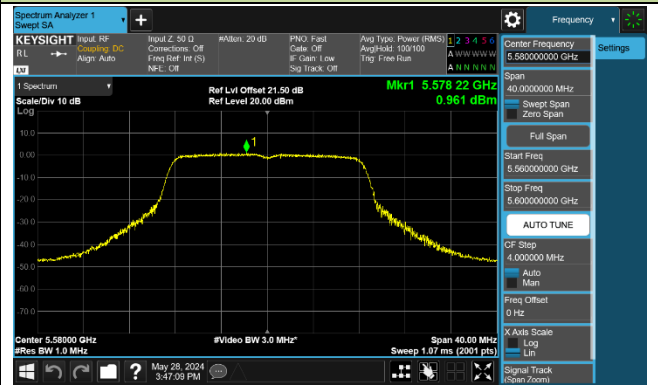 Spectrum Analyzer 1
Swept SA
Frequency
KEYSIGHT
RL
LXI
Input: RF
Coupling: DC
Align: Auto
Input Z: 50 Ω
Corrections: Off
Freq Ref: Int (S)
NFE: Off
#Atten: 20 dB
PNO: Fast
Gate: Off
IF Gain: Low
Sig Track: Off
Avg Type: Power (RMS)
Avg|Hold: 100/100
Trig: Free Run
1 2 3 4 5 6
A W W W W W
A N N N N N
Center Frequency
5.580000000 GHz
Settings
Span
40.0000000 MHz
Swept Span
Zero Span
Full Span
Start Freq
5.560000000 GHz
Stop Freq
5.600000000 GHz
AUTO TUNE
CF Step
4.000000 MHz
Auto
Man
Freq Offset
0 Hz
X Axis Scale
Log
Lin
Signal Track
(Span Zoom)
1 Spectrum
Scale/Div 10 dB
Log
Ref Lvl Offset 21.50 dB
Ref Level 20.00 dBm
Mkr1 5.578 22 GHz
0.961 dBm
1
10.0
0.00
-10.0
-20.0
-30.0
-40.0
-50.0
-60.0
-70.0
Center 5.58000 GHz
#Res BW 1.0 MHz
#Video BW 3.0 MHz*
Span 40.00 MHz
Sweep 1.07 ms (2001 pts)
May 28, 2024
3:47:09 PM